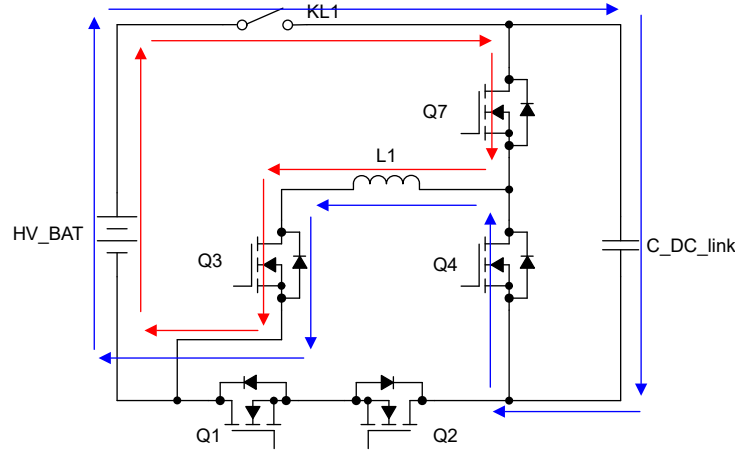 KL1
Q7
L1
HV_BAT
Q3
Q4
C_DC_link
Q1
Q2